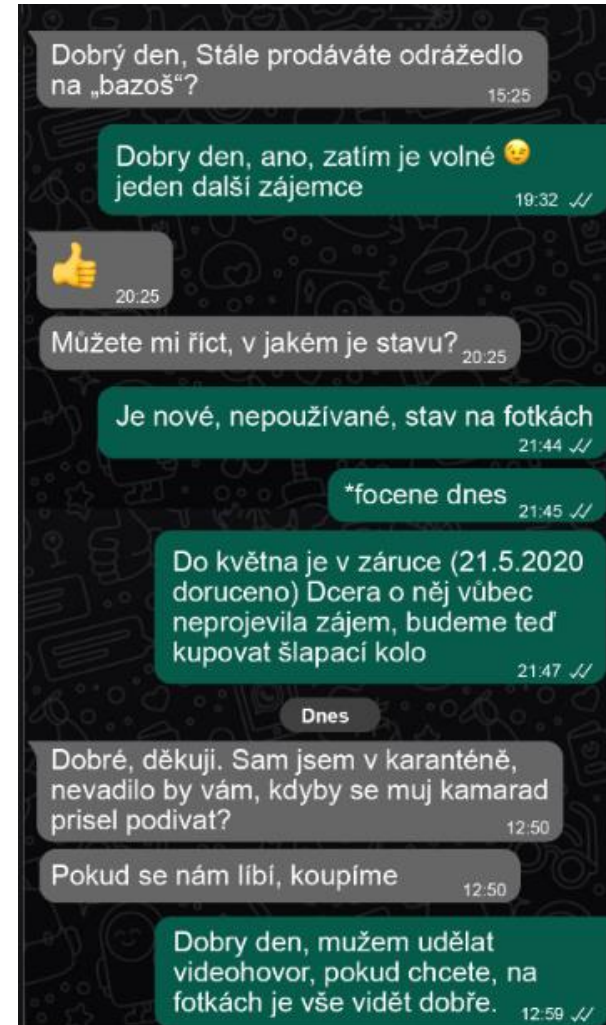 Dobrý den, Stále prodáváte odrážedlo
na „bazoš“?
15:25
Dobry den, ano, zatím je volné 😉
jeden další zájemce
19:32
👍
20:25
Můžete mi říct, v jakém je stavu?
20:25
Je nové, nepoužívané, stav na fotkách
21:44
*focene dnes
21:45
Do května je v záruce (21.5.2020
doruceno) Dcera o něj vůbec
neprojevila zájem, budeme teď
kupovat šlapací kolo
21:47
Dnes
Dobré, děkuji. Sam jsem v karanténě,
nevadilo by vám, kdyby se muj kamarad
prisel podivat?
12:50
Pokud se nám líbí, koupíme
12:50
Dobry den, mužem udělat
videohovor, pokud chcete, na
fotkách je vše vidět dobře.
12:59